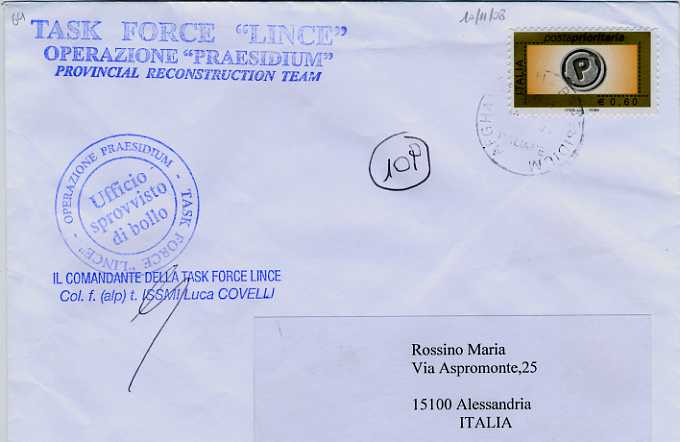 10/11/08
TASK FORCE “LINCE”
OPERAZIONE “PRAESIDIUM”
PROVINCIAL RECONSTRUCTION TEAM
postaprioritaria
ITALIA
P
€ 0,60
OPERAZIONE PRAESIDIUM - TASK FORCE “LINCE” -
Ufficio
sprovvisto
di bollo
109
IL COMANDANTE DELLA TASK FORCE LINCE
Col. f. (alp) t. ISSMI Luca COVELLI
Rossino Maria
Via Aspromonte,25
15100 Alessandria
ITALIA